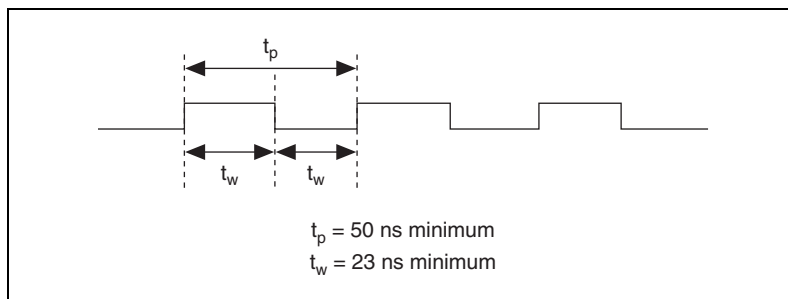 tp
tw tw
tp = 50 ns minimum
tw = 23 ns minimum